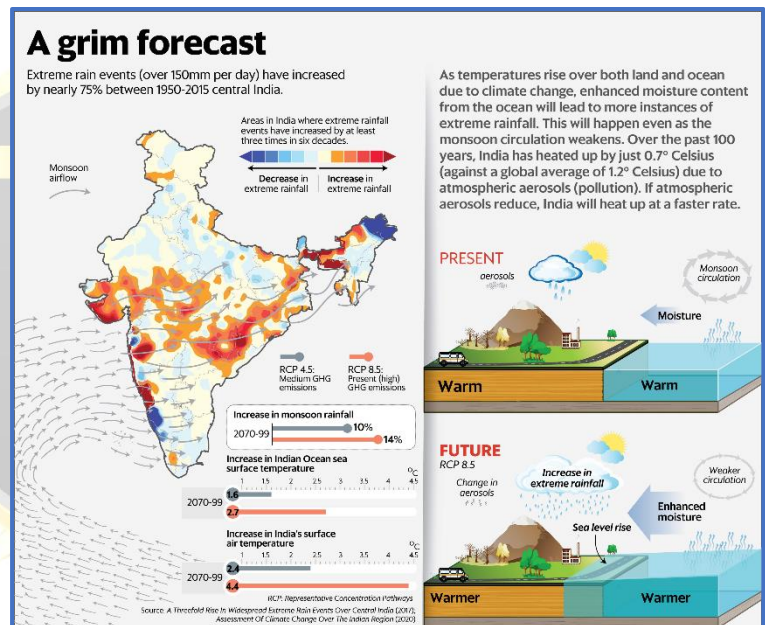 A grim forecast
Extreme rain events (over 150mm per day) have increased
by nearly 75% between 1950-2015 central India.
Areas in India where extreme rainfall
events have increased by at least
three times in six decades.
Decrease in
extreme rainfall
Increase in
extreme rainfall
Monsoon
airflow
RCP 4.5:
Medium GHG
emissions
RCP 8.5:
Present (high)
GHG emissions
Increase in monsoon rainfall
2070-99
10%
14%
Increase in Indian Ocean sea
surface temperature
°C
1 1.5 2 2.5 3 3.5 4 4.5
2070-99
1.6
2.7
Increase in India's surface
air temperature
°C
1 1.5 2 2.5 3 3.5 4 4.5
2070-99
2.4
4.4
RCP: Representative Concentration Pathways
Source: A Threefold Rise In Widespread Extreme Rain Events Over Central India (2017);
Assessment Of Climate Change Over The Indian Region (2020)
As temperatures rise over both land and ocean
due to climate change, enhanced moisture content
from the ocean will lead to more instances of
extreme rainfall. This will happen even as the
monsoon circulation weakens. Over the past 100
years, India has heated up by just 0.7° Celsius
(against a global average of 1.2° Celsius) due to
atmospheric aerosols (pollution). If atmospheric
aerosols reduce, India will heat up at a faster rate.
PRESENT
aerosols
Monsoon
circulation
Moisture
Warm
Warm
FUTURE
RCP 8.5
Change in
aerosols
Increase in
extreme rainfall
Weaker
circulation
Enhanced
moisture
Sea level rise
Warmer
Warmer